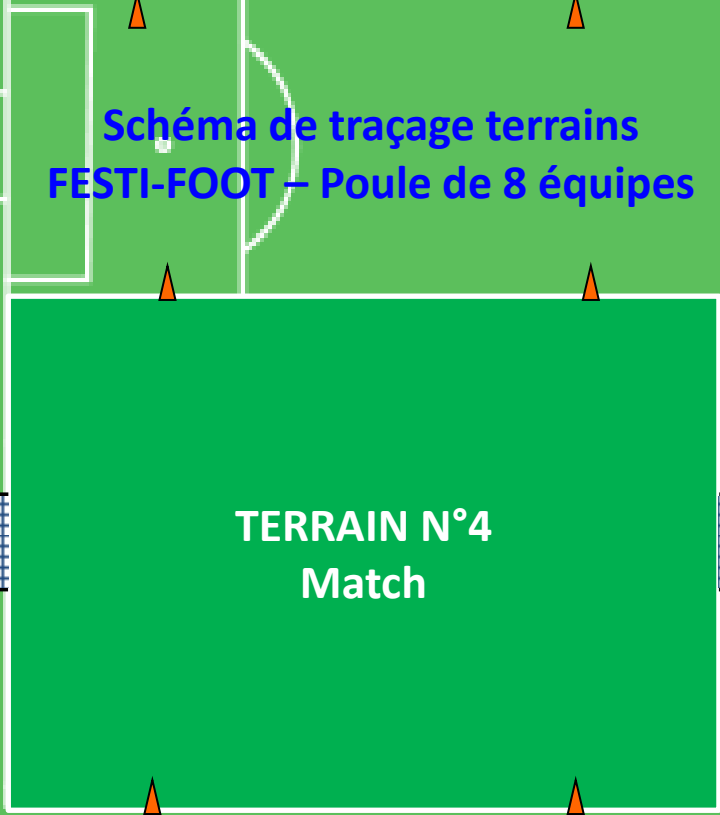 Schéma de traçage terrains
FESTI-FOOT – Poule de 8 équipes
TERRAIN N°4
Match